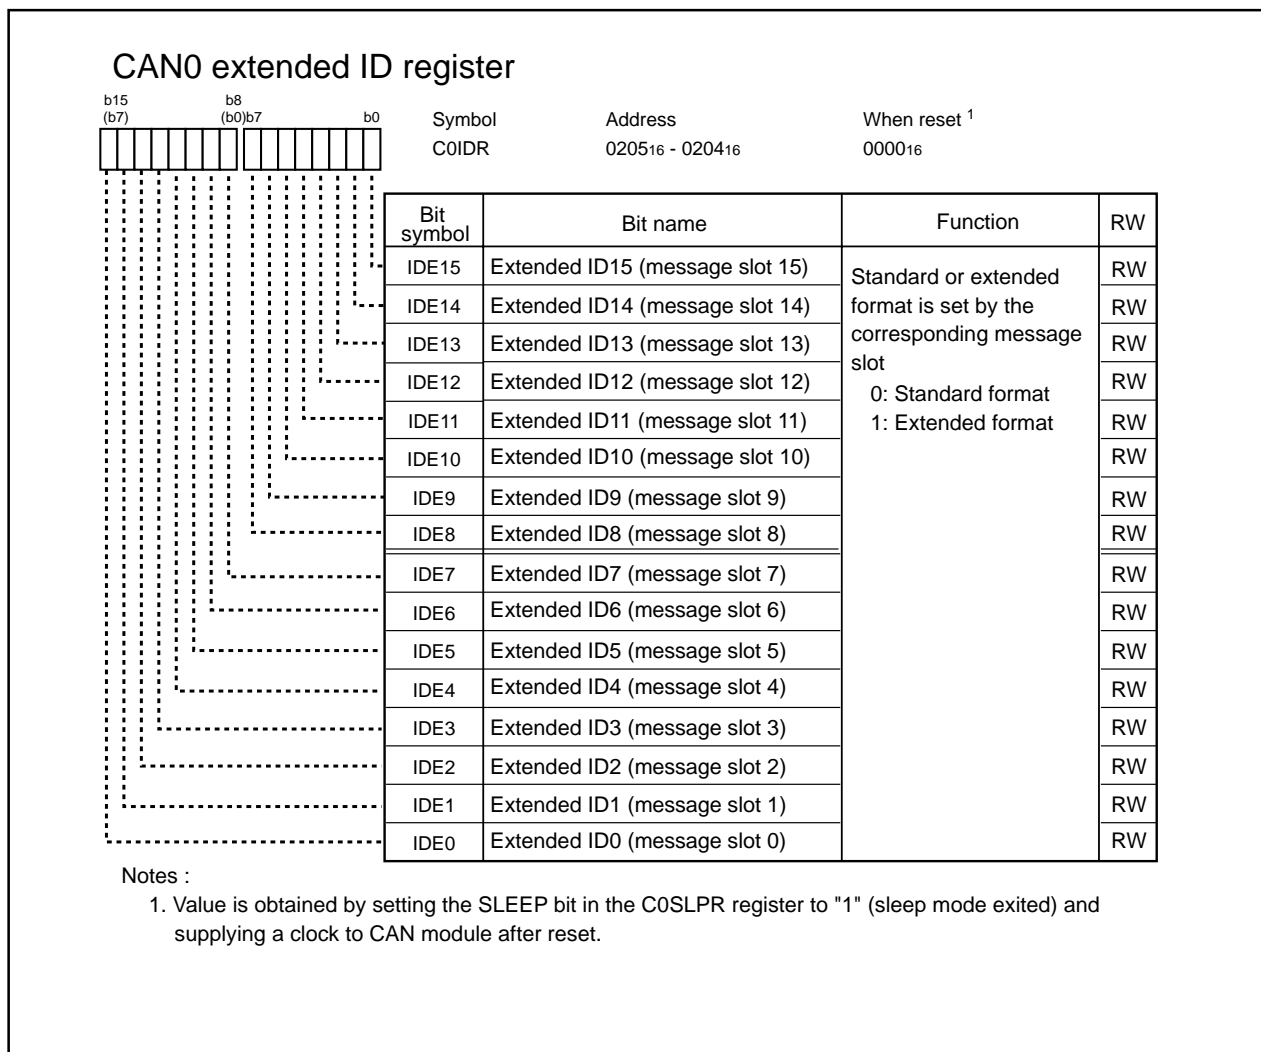 CAN0 extended ID register
b15 b8
(b7) (b0)b7 b0
Symbol Address When reset 1
C0IDR 020516 - 020416 000016
Bit symbol Bit name Function RW
IDE15 Extended ID15 (message slot 15) RW
Standard or extended
format is set by the
corresponding message
slot
0: Standard format
1: Extended format
IDE14 Extended ID14 (message slot 14) RW
IDE13 Extended ID13 (message slot 13) RW
IDE12 Extended ID12 (message slot 12) RW
IDE11 Extended ID11 (message slot 11) RW
IDE10 Extended ID10 (message slot 10) RW
IDE9 Extended ID9 (message slot 9) RW
IDE8 Extended ID8 (message slot 8) RW
IDE7 Extended ID7 (message slot 7) RW
IDE6 Extended ID6 (message slot 6) RW
IDE5 Extended ID5 (message slot 5) RW
IDE4 Extended ID4 (message slot 4) RW
IDE3 Extended ID3 (message slot 3) RW
IDE2 Extended ID2 (message slot 2) RW
IDE1 Extended ID1 (message slot 1) RW
IDE0 Extended ID0 (message slot 0) RW
Notes :
1. Value is obtained by setting the SLEEP bit in the C0SLPR register to "1" (sleep mode exited) and
supplying a clock to CAN module after reset.